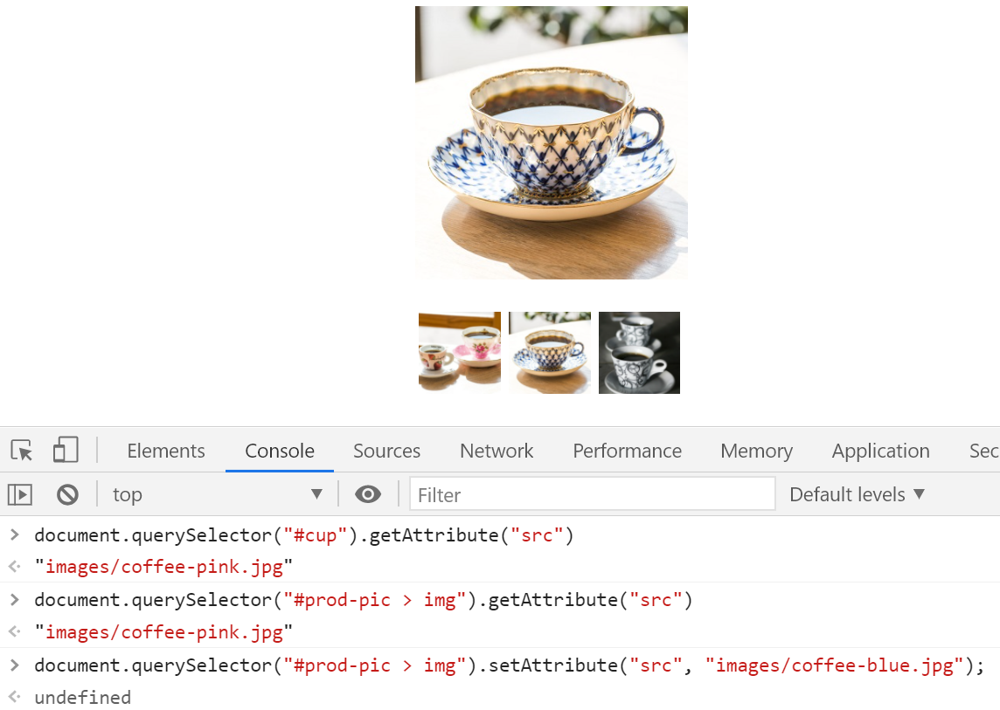 Elements Console Sources Network Performance Memory Application Sec
top Filter Default levels
document.querySelector("#cup").getAttribute("src")
"images/coffee-pink.jpg"
document.querySelector("#prod-pic > img").getAttribute("src")
"images/coffee-pink.jpg"
document.querySelector("#prod-pic > img").setAttribute("src", "images/coffee-blue.jpg");
undefined